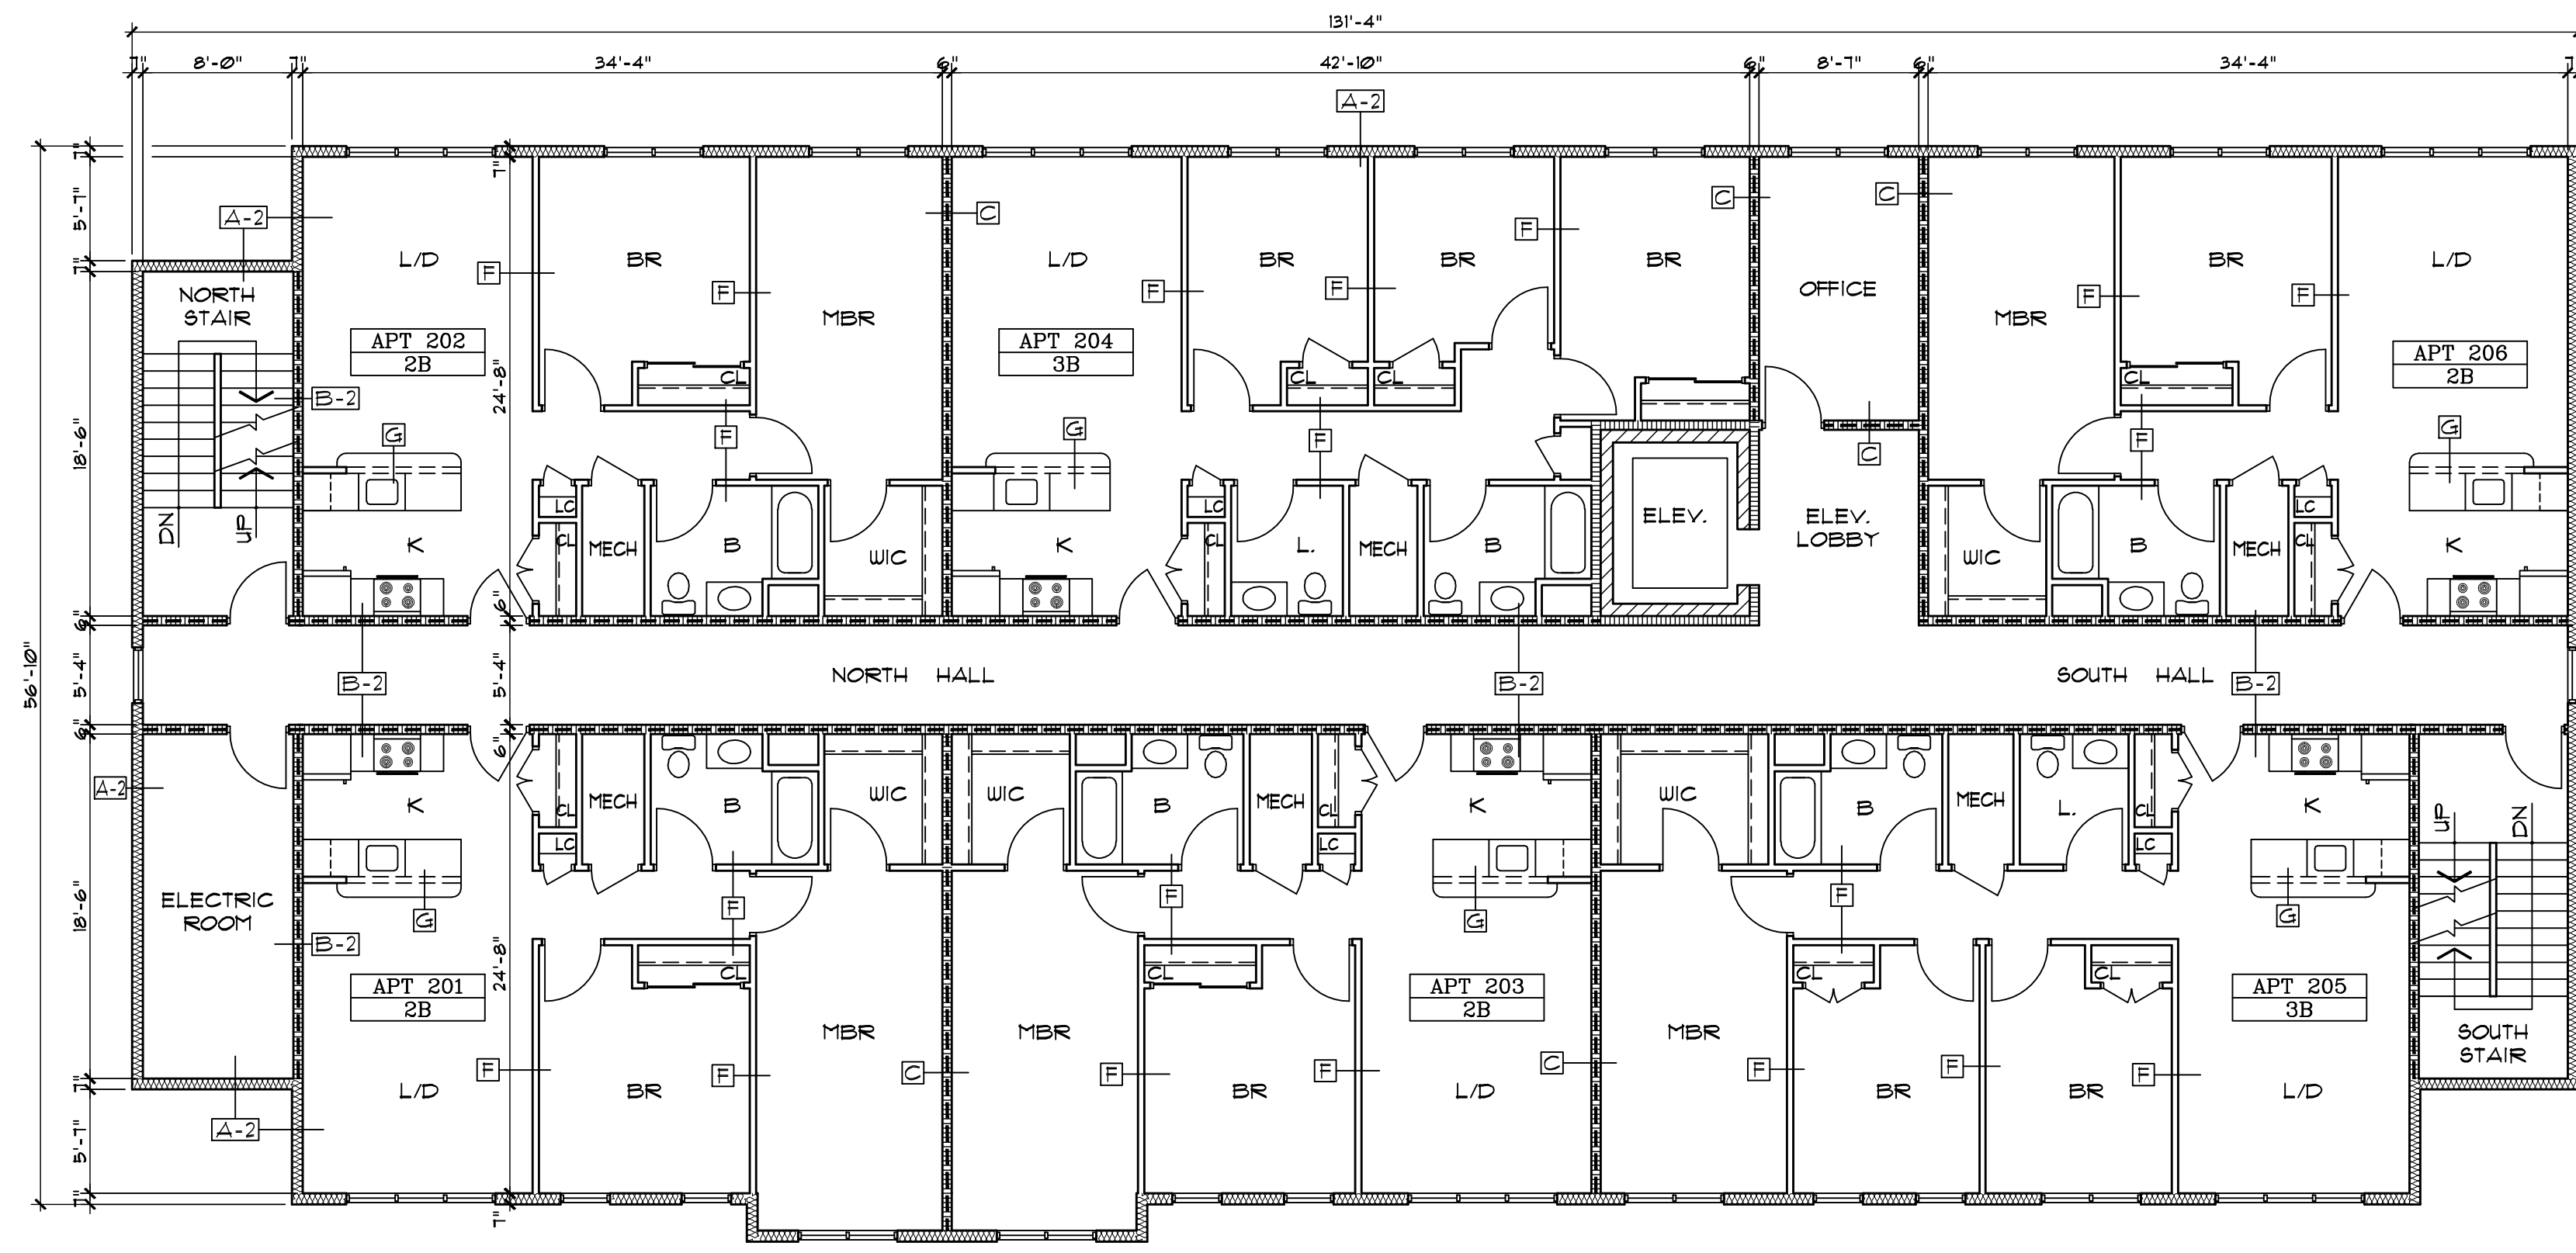 131'-4"
7" 8'-0" 7" 34'-4" 6" 42'-10" 6" 8'-7" 6" 34'-4"
A-2
7"
7"
5'-7"
A-2
C
C
C
F
7"
L/D
F
BR
L/D
BR
BR
BR
BR
L/D
NORTH
STAIR
F
F
F
OFFICE
F
F
MBR
MBR
APT 202
2B
APT 204
3B
APT 206
2B
24'-8"
CL
CL
CL
CL
B-2
18'-6"
G
F
G
F
C
F
G
DN
UP
LC
LC
ELEV.
ELEV.
LOBBY
LC
K
CL
MECH
B
WIC
K
CL
L.
MECH
B
WIC
B
MECH
CL
K
6"
6"
56'-10"
5'-4"
5'-4"
B-2
NORTH HALL
B-2
SOUTH HALL
B-2
6"
6"
A-2
K
CL
MECH
B
WIC
WIC
B
MECH
CL
K
WIC
B
MECH
L.
CL
K
UP
DN
LC
LC
LC
ELECTRIC
ROOM
G
F
F
G
F
G
18'-6"
B-2
24'-8"
CL
CL
CL
CL
APT 201
2B
APT 203
2B
APT 205
3B
MBR
MBR
MBR
SOUTH
STAIR
F
F
C
F
F
C
F
F
F
7"
L/D
BR
BR
L/D
BR
BR
L/D
A-2
5'-7"
7"
7"